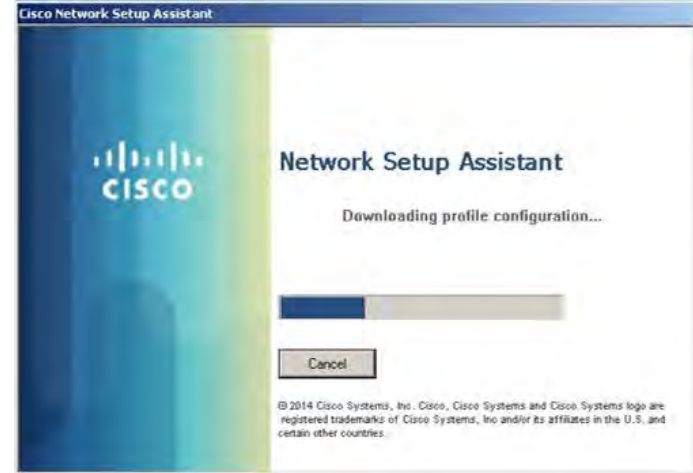 Cisco Network Setup Assistant
CISCO
Network Setup Assistant
Downloading profile configuration...
Cancel
© 2014 Cisco Systems, Inc. Cisco, Cisco Systems and Cisco Systems logo are
registered trademarks of Cisco Systems, Inc and/or its affiliates in the U.S. and
certain other countries.